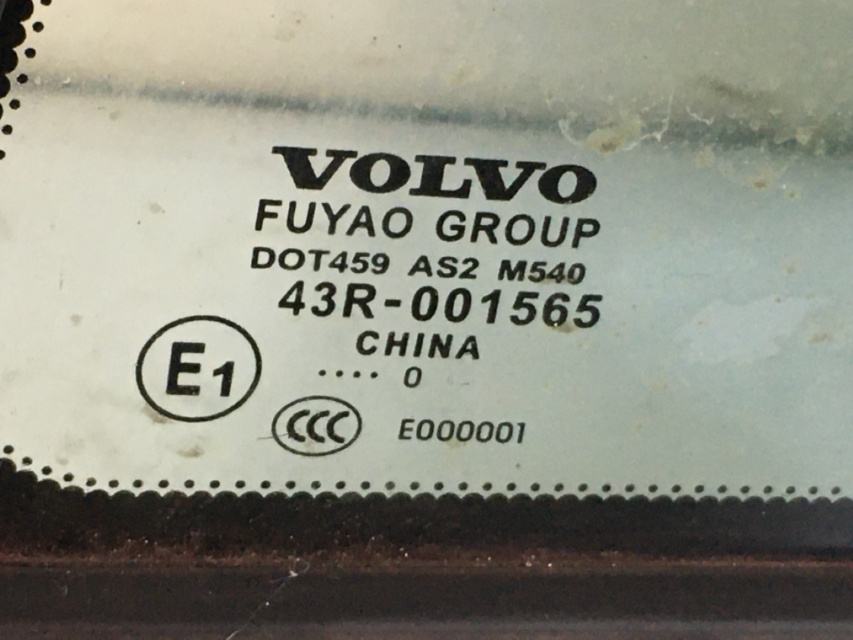 VOLVO
FUYAO GROUP
DOT459 AS2 M540
43R-001565
CHINA
.... 0
E1
CCC E000001